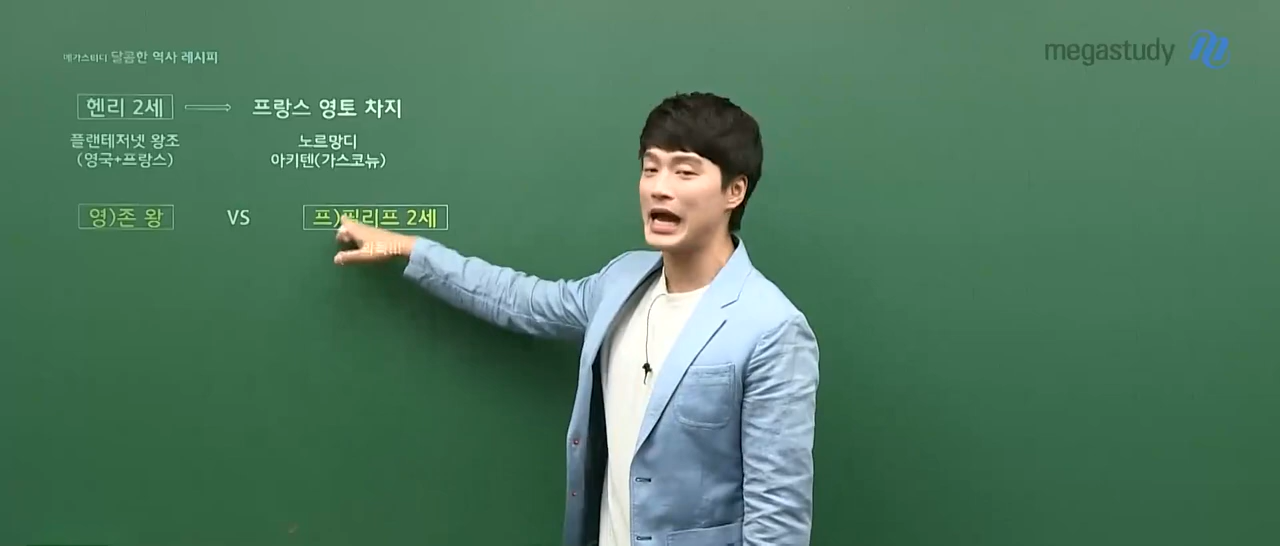 메가스터디 달콤한 역사 레시피
megastudy
헨리 2세 프랑스 영토 차지
플랜테저넷 왕조 노르망디
(영국+프랑스) 아키텐(가스코뉴)
영)존 왕 VS 프)필리프 2세